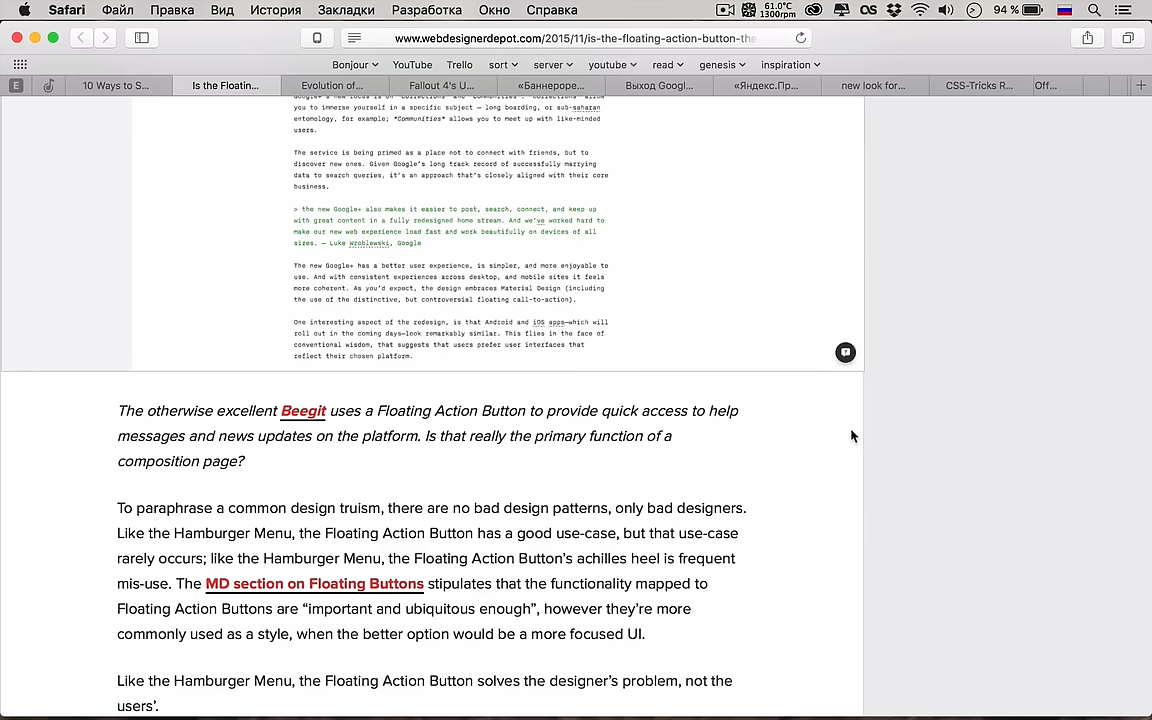 Safari Файл Правка Вид История Закладки Разработка Окно Справка 61.0°C 1300rpm 94 %
www.webdesignerdepot.com/2015/11/is-the-floating-action-button-the
Bonjour YouTube Trello sort server youtube read genesis inspiration
E 10 Ways to S... Is the Floatin... Evolution of... Fallout 4's U... «Баннероре... Выход Googl... «Яндекс.Пр... new look for... CSS-Tricks R... Off...
you to immerse yourself in a specific subject — long boarding, or sub-saharan
entomology, for example; *Communities* allows you to meet up with like-minded
users.
The service is being primed as a place not to connect with friends, but to
discover new ones. Given Google's long track record of successfully marrying
data to search queries, it's an approach that's closely aligned with their core
business.
> the new Google+ also makes it easier to post, search, connect, and keep up
with great content in a fully redesigned home stream. And we've worked hard to
make our new web experience load fast and work beautifully on devices of all
sizes. — Luke Wroblewski, Google
The new Google+ has a better user experience, is simpler, and more enjoyable to
use. And with consistent experiences across desktop, and mobile sites it feels
more coherent. As you'd expect, the design embraces Material Design (including
the use of the distinctive, but controversial floating call-to-action).
One interesting aspect of the redesign, is that Android and iOS apps—which will
roll out in the coming days—look remarkably similar. This flies in the face of
conventional wisdom, that suggests that users prefer user interfaces that
reflect their chosen platform.
The otherwise excellent Beegit uses a Floating Action Button to provide quick access to help
messages and news updates on the platform. Is that really the primary function of a
composition page?
To paraphrase a common design truism, there are no bad design patterns, only bad designers.
Like the Hamburger Menu, the Floating Action Button has a good use-case, but that use-case
rarely occurs; like the Hamburger Menu, the Floating Action Button's achilles heel is frequent
mis-use. The MD section on Floating Buttons stipulates that the functionality mapped to
Floating Action Buttons are “important and ubiquitous enough”, however they're more
commonly used as a style, when the better option would be a more focused UI.
Like the Hamburger Menu, the Floating Action Button solves the designer's problem, not the
users'.